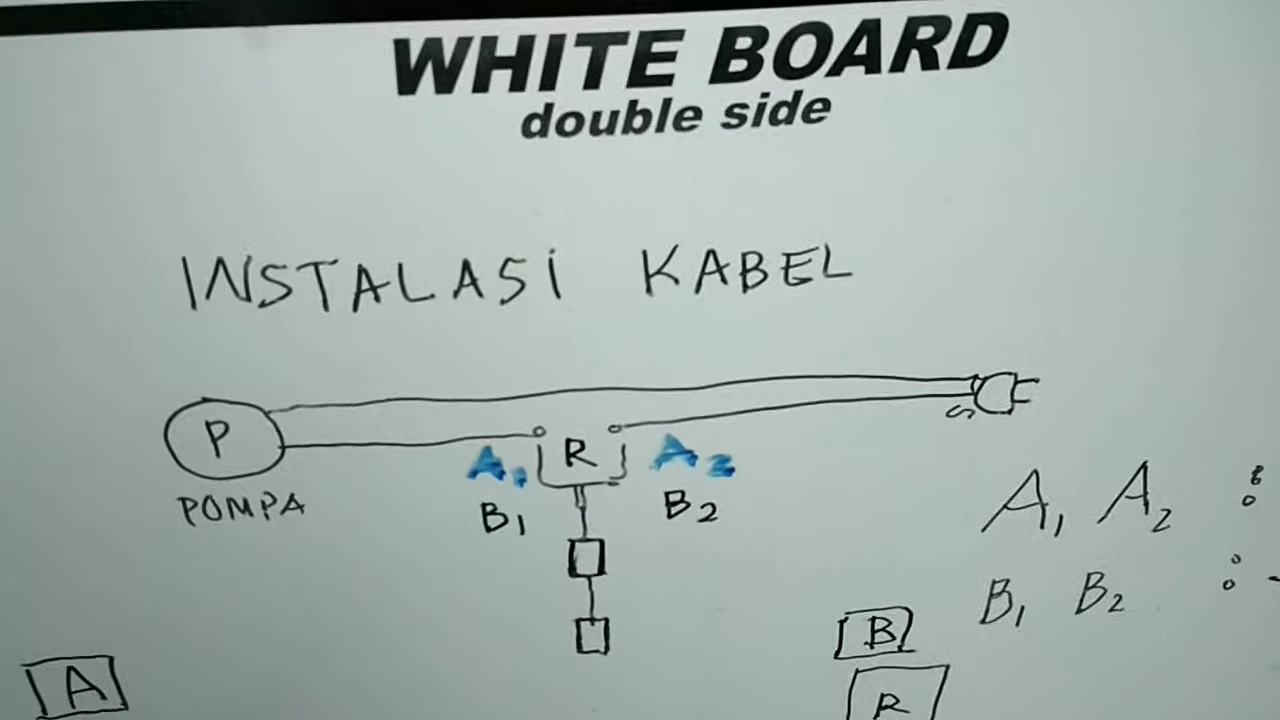 WHITE BOARD
double side
INSTALASI KABEL
P
POMPA
A1 R A2
B1 B2
S
A1 A2 :
B1 B2 : -
B
A
R